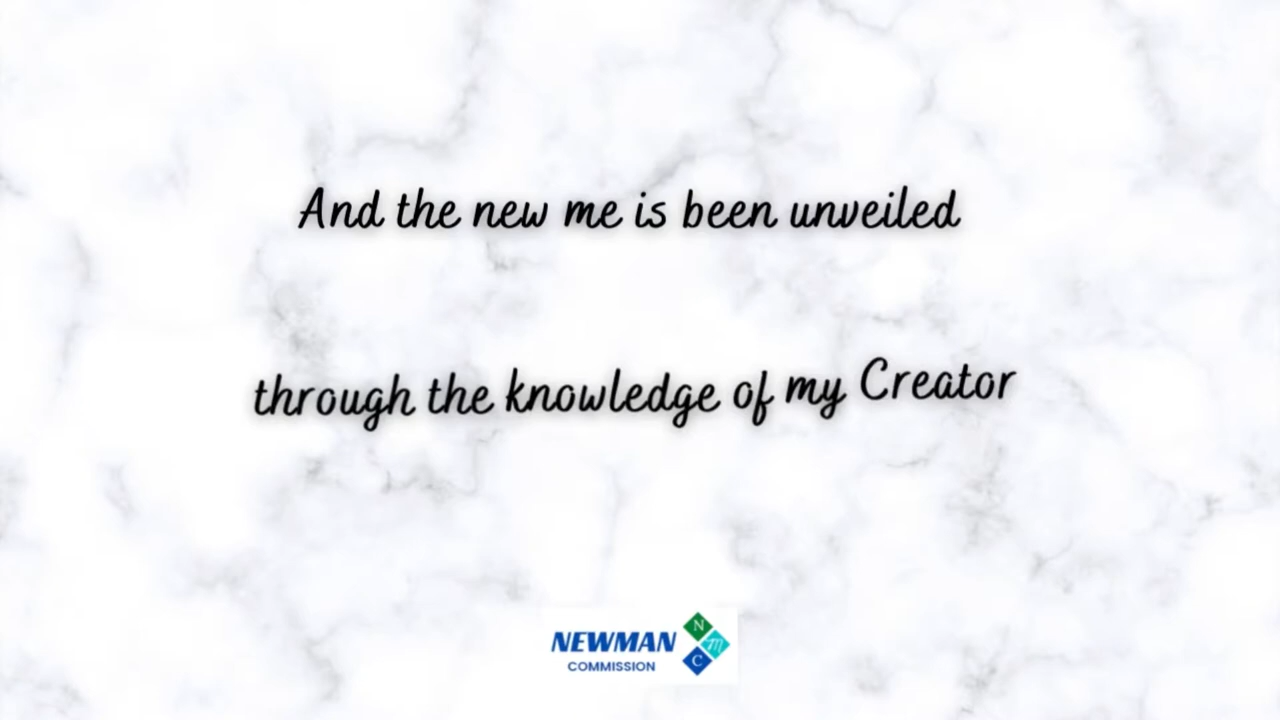 And the new me is been unveiled
through the knowledge of my Creator
NEWMAN
COMMISSION
N
m
C